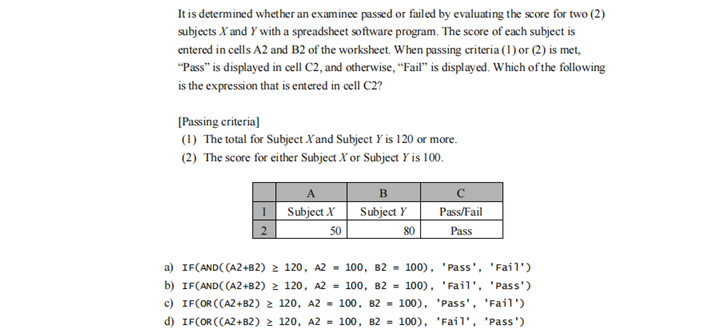 It is determined whether an examinee passed or failed by evaluating the score for two (2)
subjects X and Y with a spreadsheet software program. The score of each subject is
entered in cells A2 and B2 of the worksheet. When passing criteria (1) or (2) is met,
“Pass” is displayed in cell C2, and otherwise, “Fail” is displayed. Which of the following
is the expression that is entered in cell C2?
[Passing criteria]
(1) The total for Subject X and Subject Y is 120 or more.
(2) The score for either Subject X or Subject Y is 100.
A B C
1 Subject X Subject Y Pass/Fail
2 50 80 Pass
a) IF(AND((A2+B2) ≥ 120, A2 = 100, B2 = 100), 'Pass', 'Fail')
b) IF(AND((A2+B2) ≥ 120, A2 = 100, B2 = 100), 'Fail', 'Pass')
c) IF(OR((A2+B2) ≥ 120, A2 = 100, B2 = 100), 'Pass', 'Fail')
d) IF(OR((A2+B2) ≥ 120, A2 = 100, B2 = 100), 'Fail', 'Pass')